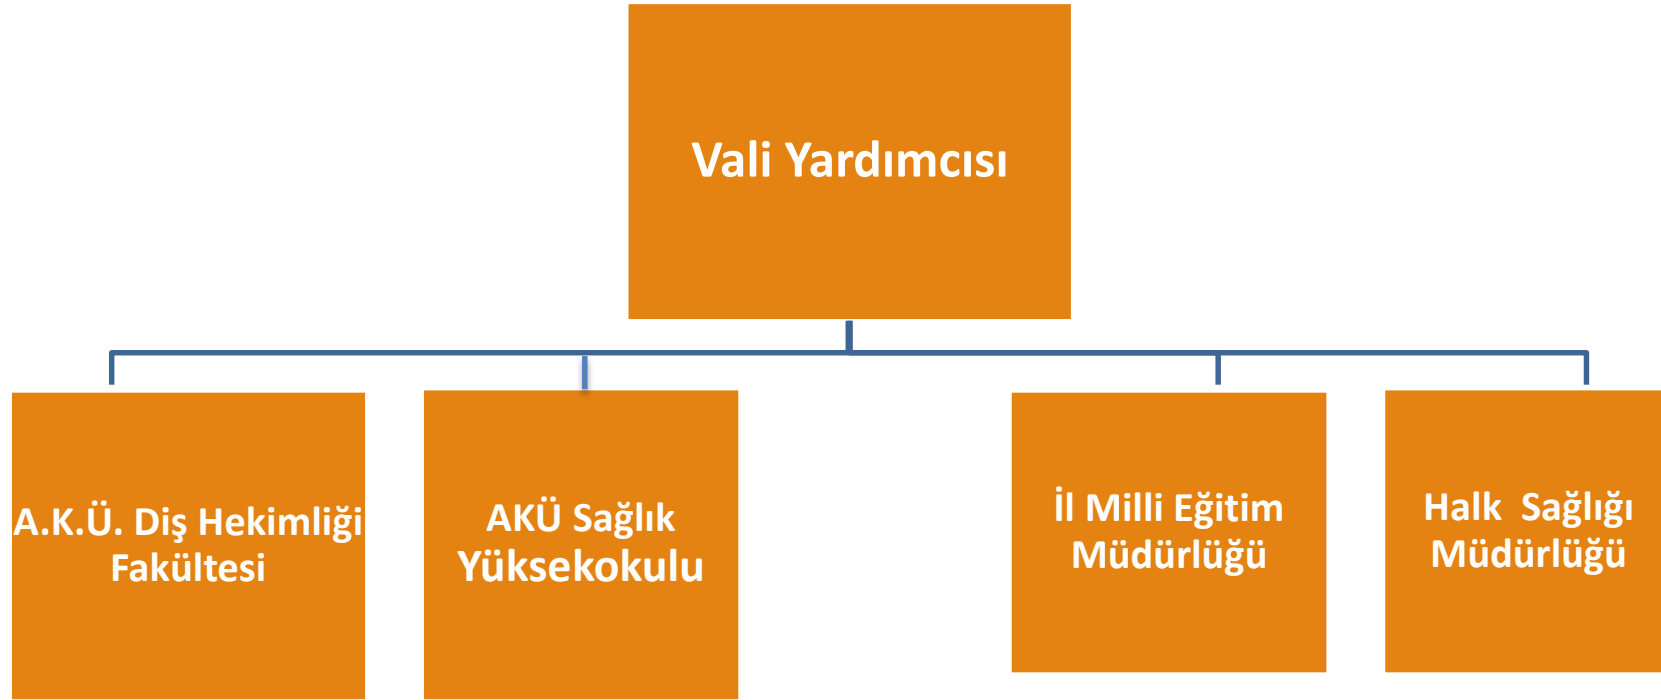 Vali Yardımcısı
A.K.Ü. Diş Hekimliği
Fakültesi
AKÜ Sağlık
Yüksekokulu
İl Milli Eğitim
Müdürlüğü
Halk  Sağlığı
Müdürlüğü